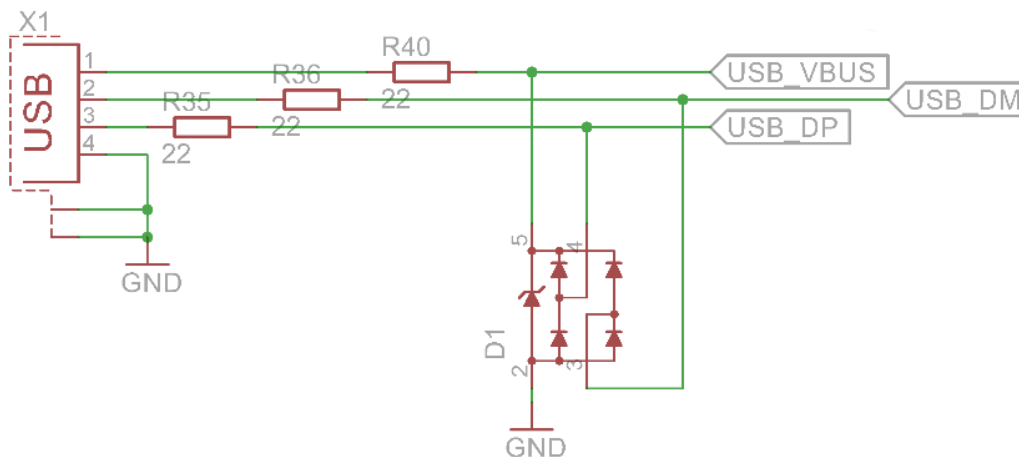 X1
R40
1
USB_VBUS
R36
2
22
USB_DM
R35
3
22
USB_DP
4
22
USB
GND
5
4
D1
2
3
GND